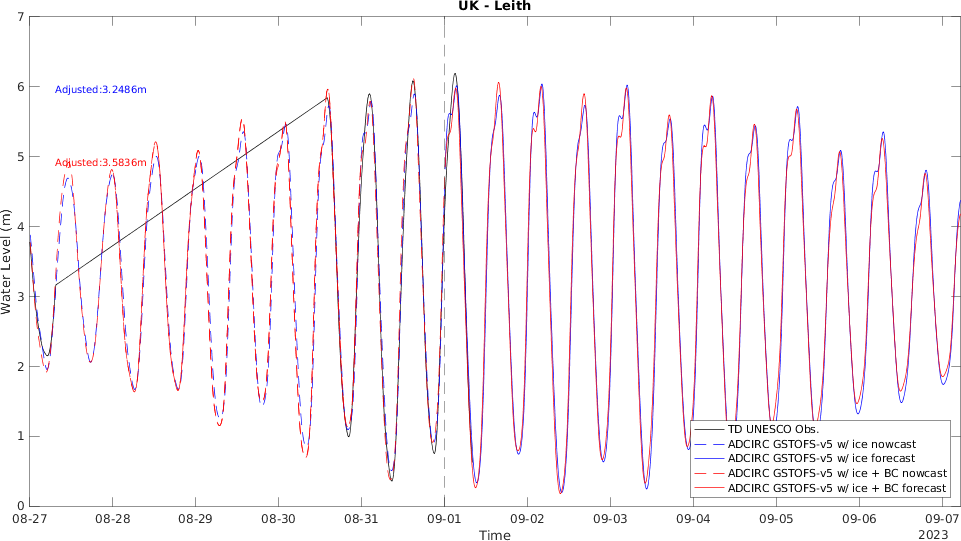 UK - Leith
7
6
5
4
3
2
1
0
Water Level (m)
Adjusted:3.2486m
Adjusted:3.5836m
TD UNESCO Obs.
ADCIRC GSTOFS-v5 w/ ice nowcast
ADCIRC GSTOFS-v5 w/ ice forecast
ADCIRC GSTOFS-v5 w/ ice + BC nowcast
ADCIRC GSTOFS-v5 w/ ice + BC forecast
08-27 08-28 08-29 08-30 08-31 09-01 09-02 09-03 09-04 09-05 09-06 09-07
Time
2023